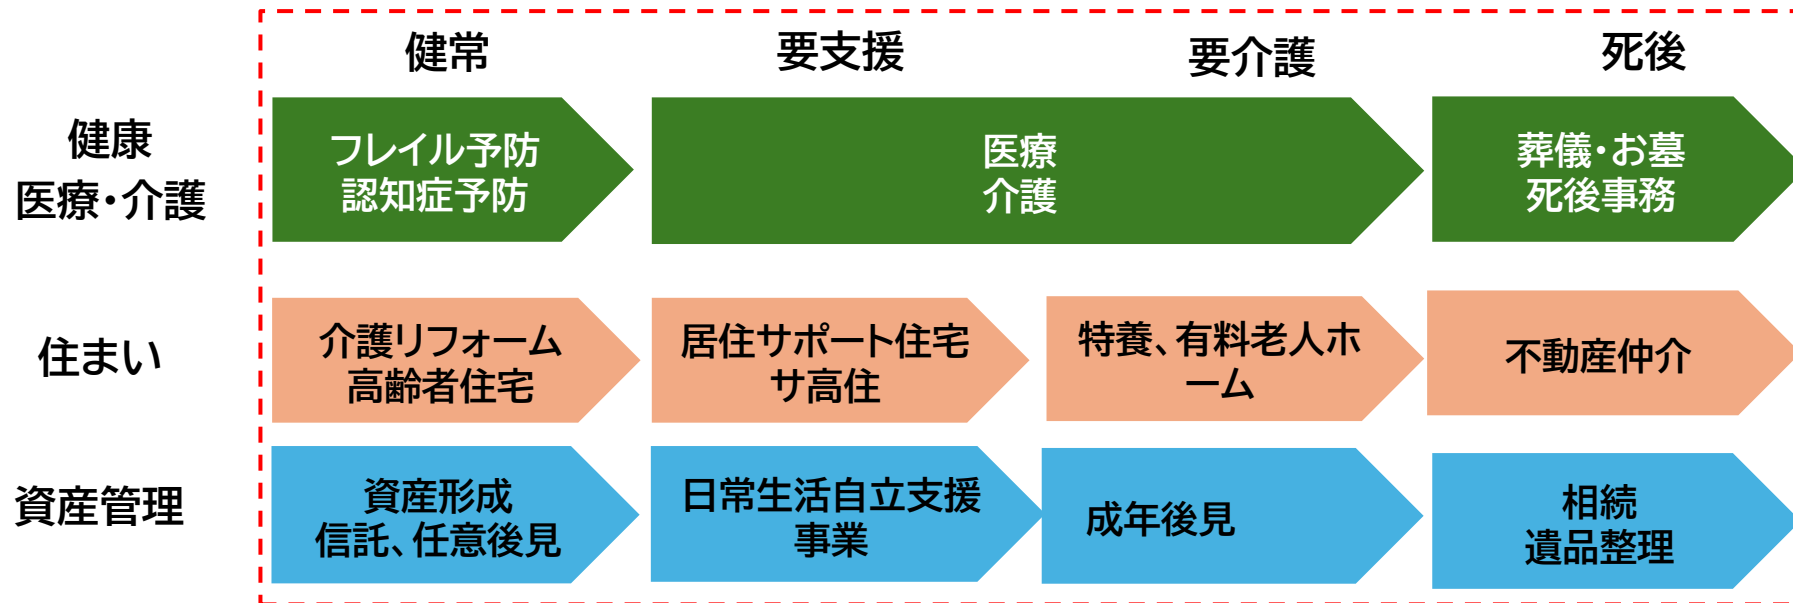 健常
要支援
要介護
死後
健康
医療・介護
フレイル予防
認知症予防
医療
介護
葬儀・お墓
死後事務
住まい
介護リフォーム
高齢者住宅
居住サポート住宅
サ高住
特養、有料老人ホ
ーム
不動産仲介
資産管理
資産形成
信託、任意後見
日常生活自立支援
事業
成年後見
相続
遺品整理